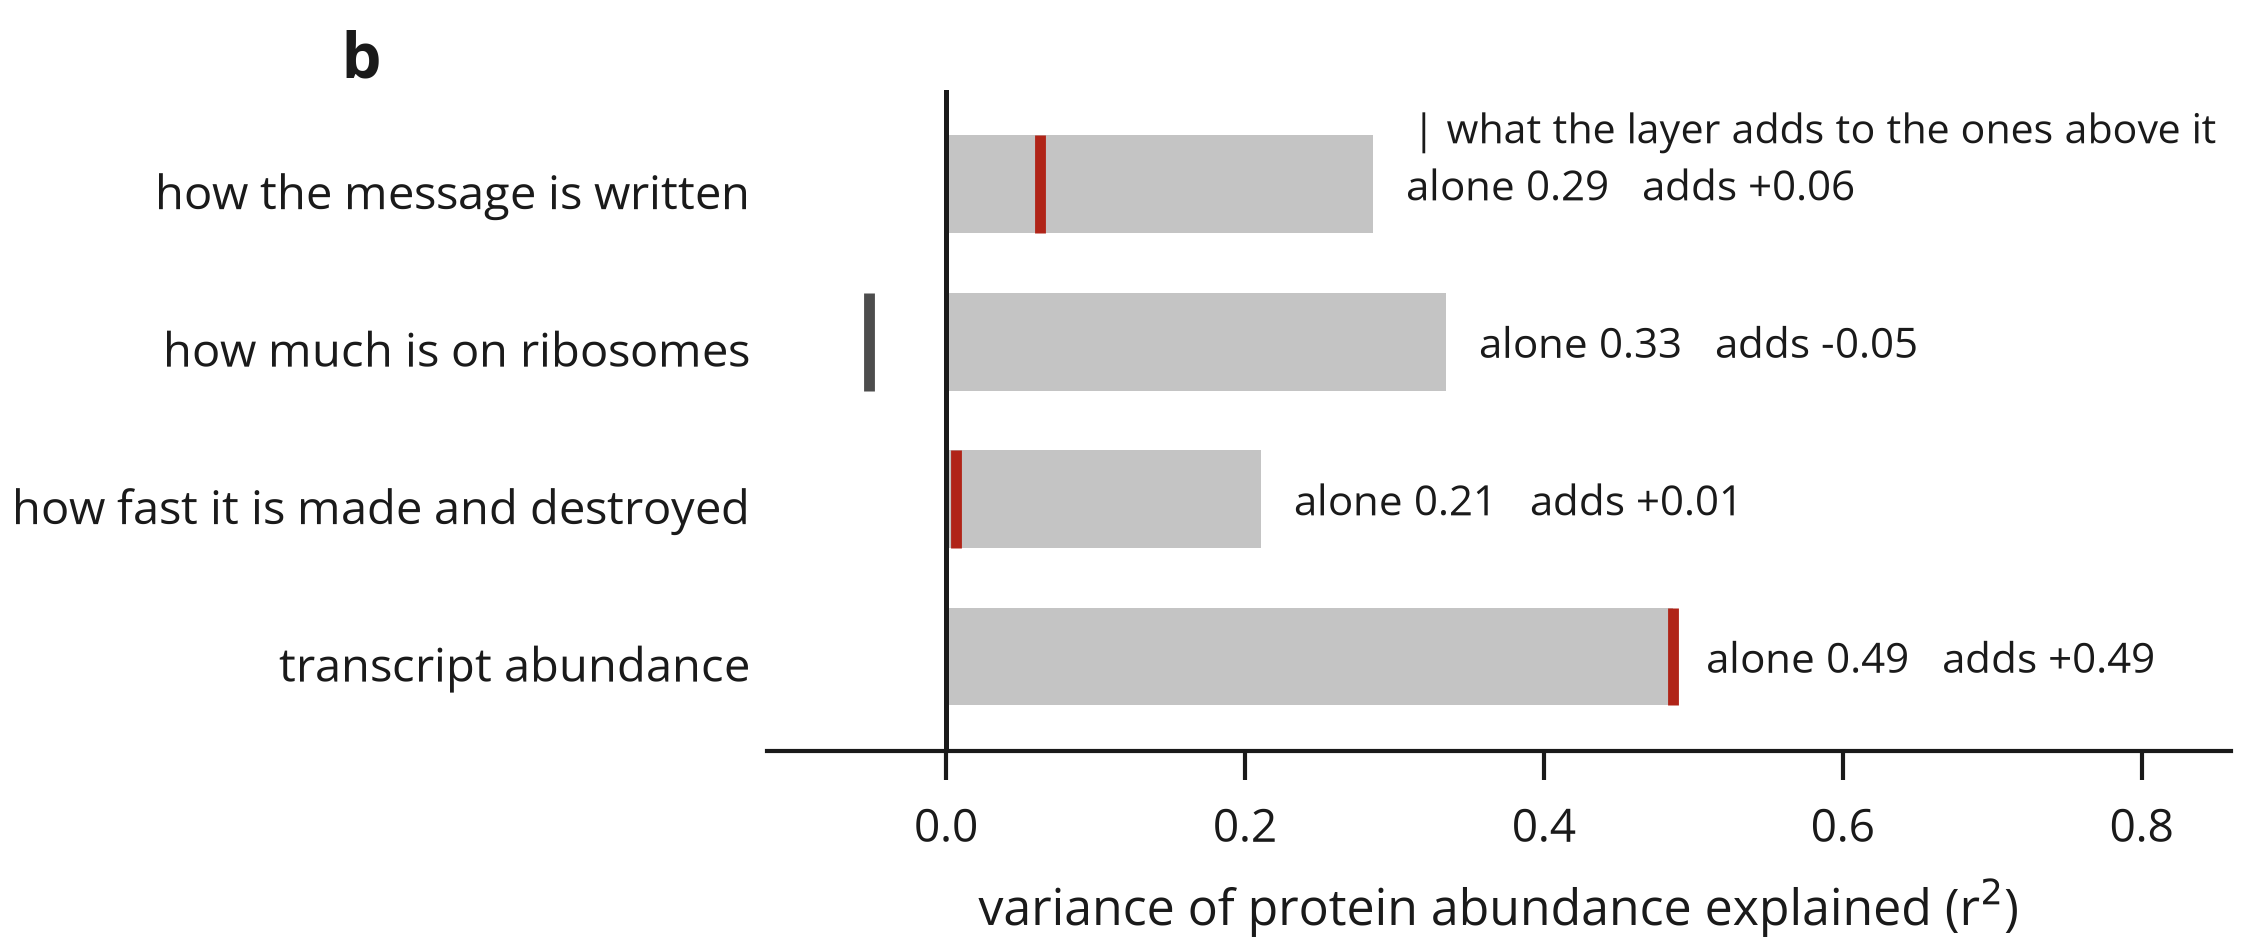 b
| what the layer adds to the ones above it
how the message is written
alone 0.29 adds +0.06
how much is on ribosomes
alone 0.33 adds -0.05
how fast it is made and destroyed
alone 0.21 adds +0.01
transcript abundance
alone 0.49 adds +0.49
0.0 0.2 0.4 0.6 0.8
variance of protein abundance explained (r²)